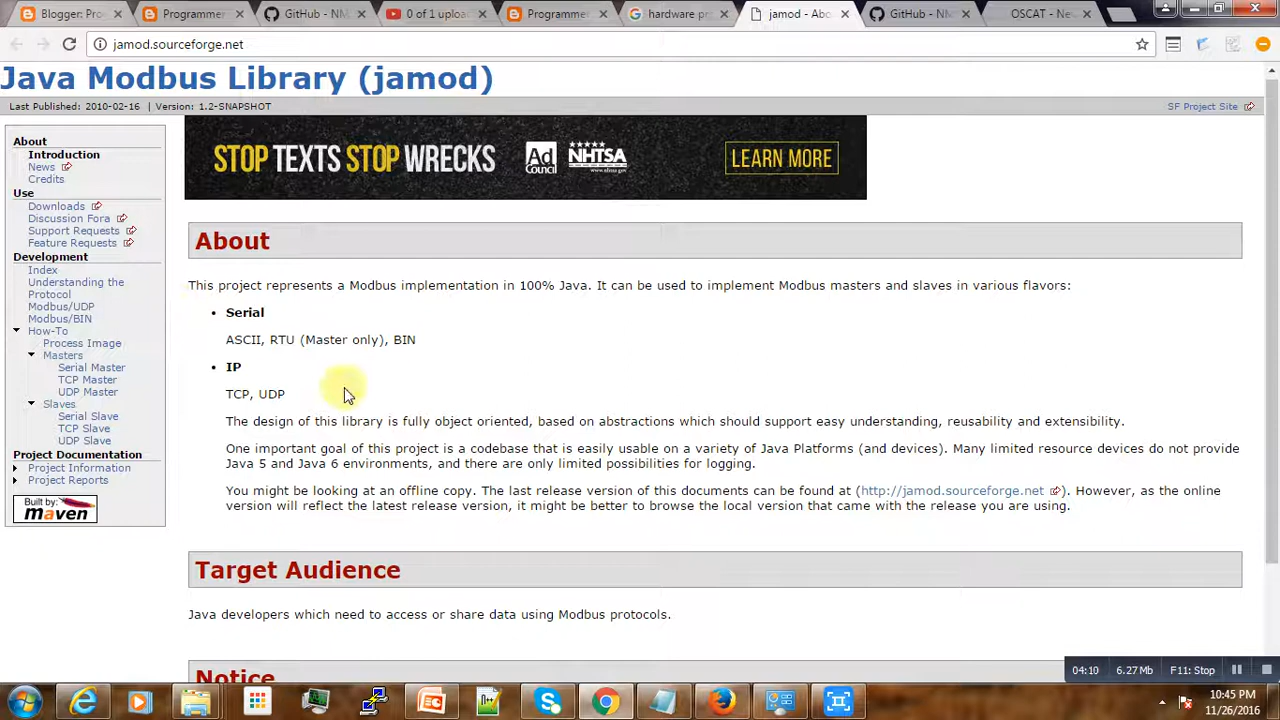 Blogger: Pro
Programmer
GitHub - NM
0 of 1 uploa
Programme
hardware pr
jamod - Abo
GitHub - NM
OSCAT - Ne
jamod.sourceforge.net
Java Modbus Library (jamod)
Last Published: 2010-02-16 | Version: 1.2-SNAPSHOT
SF Project Site
About
Introduction
News
Credits
Use
Downloads
Discussion Fora
Support Requests
Feature Requests
Development
Index
Understanding the
Protocol
Modbus/UDP
Modbus/BIN
How-To
Process Image
Masters
Serial Master
TCP Master
UDP Master
Slaves
Serial Slave
TCP Slave
UDP Slave
Project Documentation
Project Information
Project Reports
Built by:
maven
STOP TEXTS STOP WRECKS
Ad
Council
NHTSA
www.nhtsa.gov
LEARN MORE
About
This project represents a Modbus implementation in 100% Java. It can be used to implement Modbus masters and slaves in various flavors:
• Serial
ASCII, RTU (Master only), BIN
• IP
TCP, UDP
The design of this library is fully object oriented, based on abstractions which should support easy understanding, reusability and extensibility.
One important goal of this project is a codebase that is easily usable on a variety of Java Platforms (and devices). Many limited resource devices do not provide
Java 5 and Java 6 environments, and there are only limited possibilities for logging.
You might be looking at an offline copy. The last release version of this documents can be found at (http://jamod.sourceforge.net ). However, as the online
version will reflect the latest release version, it might be better to browse the local version that came with the release you are using.
Target Audience
Java developers which need to access or share data using Modbus protocols.
Notice
04:10
6.27 Mb
F11: Stop
10:45 PM
11/26/2016